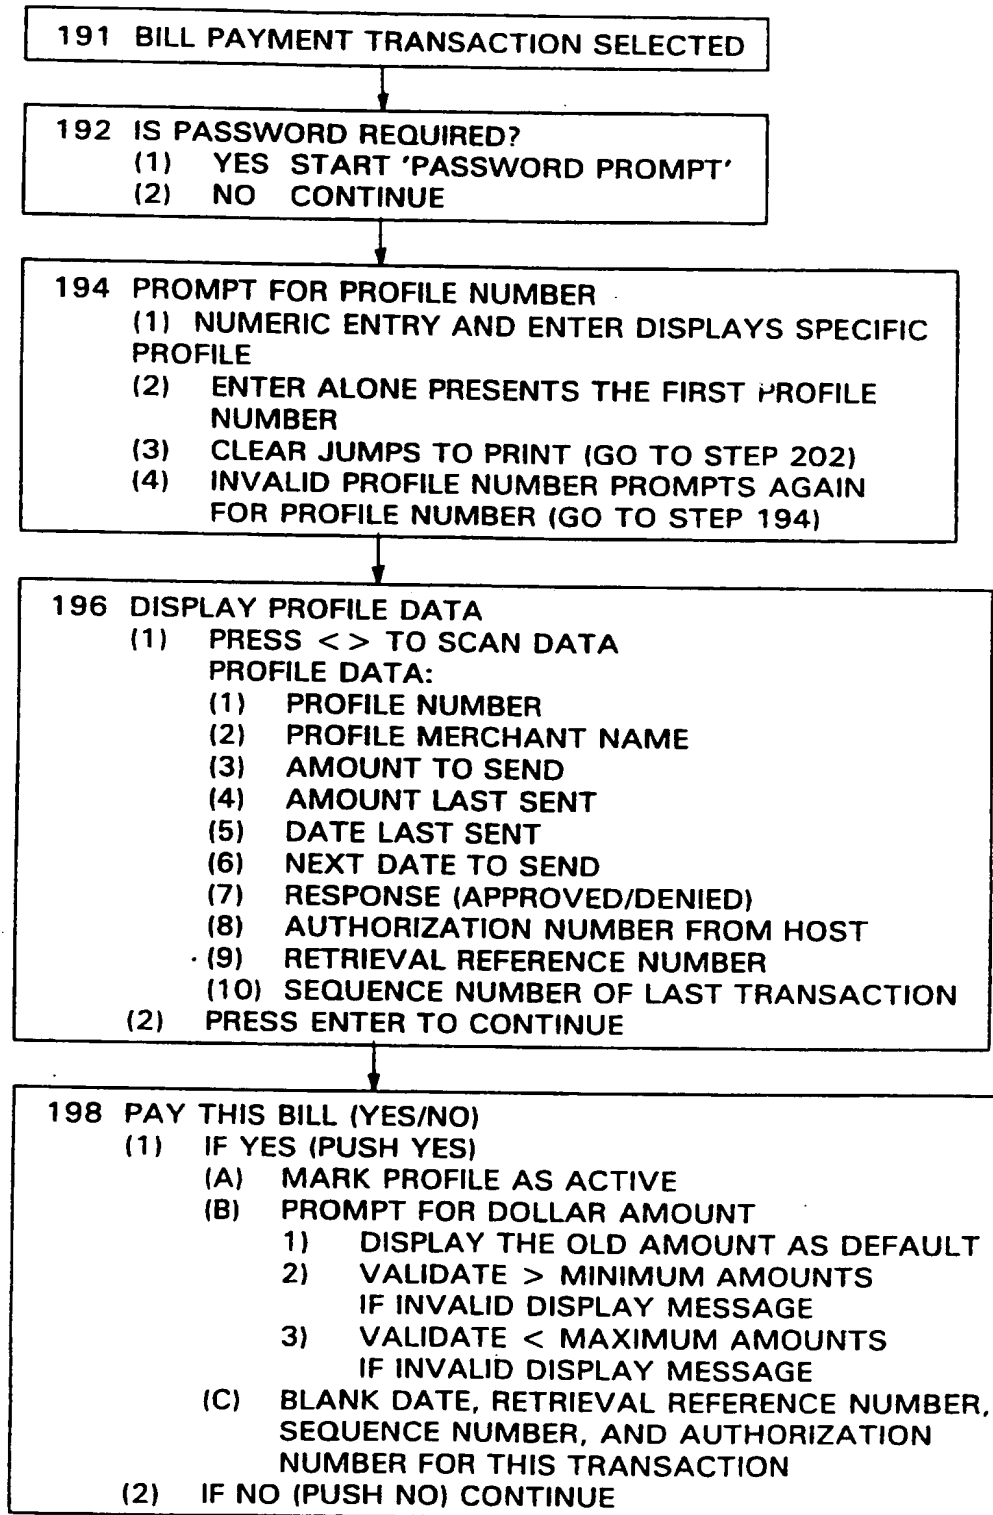 191 BILL PAYMENT TRANSACTION SELECTED
192 IS PASSWORD REQUIRED?
(1) YES START 'PASSWORD PROMPT'
(2) NO CONTINUE
194 PROMPT FOR PROFILE NUMBER
(1) NUMERIC ENTRY AND ENTER DISPLAYS SPECIFIC
PROFILE
(2) ENTER ALONE PRESENTS THE FIRST PROFILE
NUMBER
(3) CLEAR JUMPS TO PRINT (GO TO STEP 202)
(4) INVALID PROFILE NUMBER PROMPTS AGAIN
FOR PROFILE NUMBER (GO TO STEP 194)
196 DISPLAY PROFILE DATA
(1) PRESS < > TO SCAN DATA
PROFILE DATA:
(1) PROFILE NUMBER
(2) PROFILE MERCHANT NAME
(3) AMOUNT TO SEND
(4) AMOUNT LAST SENT
(5) DATE LAST SENT
(6) NEXT DATE TO SEND
(7) RESPONSE (APPROVED/DENIED)
(8) AUTHORIZATION NUMBER FROM HOST
(9) RETRIEVAL REFERENCE NUMBER
(10) SEQUENCE NUMBER OF LAST TRANSACTION
(2) PRESS ENTER TO CONTINUE
198 PAY THIS BILL (YES/NO)
(1) IF YES (PUSH YES)
(A) MARK PROFILE AS ACTIVE
(B) PROMPT FOR DOLLAR AMOUNT
1) DISPLAY THE OLD AMOUNT AS DEFAULT
2) VALIDATE > MINIMUM AMOUNTS
IF INVALID DISPLAY MESSAGE
3) VALIDATE < MAXIMUM AMOUNTS
IF INVALID DISPLAY MESSAGE
(C) BLANK DATE, RETRIEVAL REFERENCE NUMBER,
SEQUENCE NUMBER, AND AUTHORIZATION
NUMBER FOR THIS TRANSACTION
(2) IF NO (PUSH NO) CONTINUE